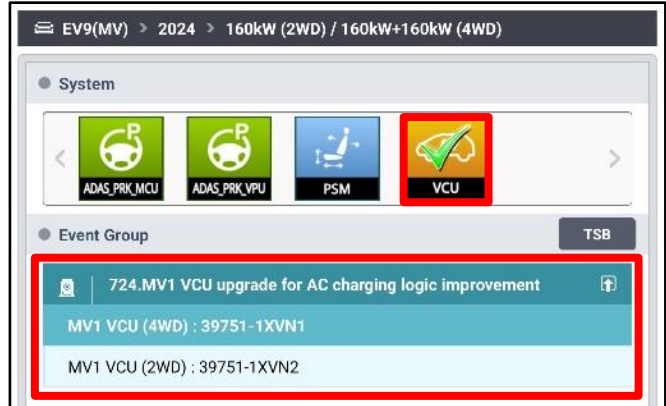 EV9(MV) > 2024 > 160kW (2WD) / 160kW+160kW (4WD)
System
ADAS_PRK_MCU ADAS_PRK_VPU PSM VCU
Event Group TSB
724.MV1 VCU upgrade for AC charging logic improvement
MV1 VCU (4WD) : 39751-1XVN1
MV1 VCU (2WD) : 39751-1XVN2